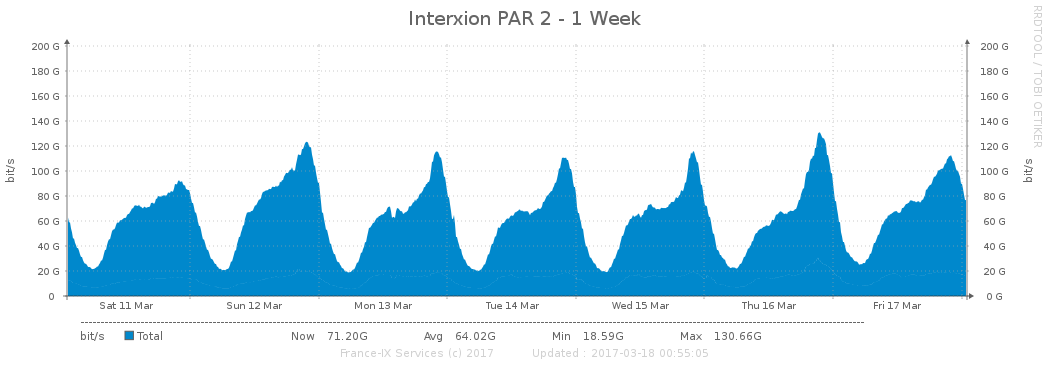 Interxion PAR 2 - 1 Week
RRDTOOL / TOBI OETIKER
200 G 200 G
180 G 180 G
160 G 160 G
140 G 140 G
120 G 120 G
100 G 100 G
80 G 80 G
60 G 60 G
40 G 40 G
20 G 20 G
0 0 G
bit/s bit/s
Sat 11 Mar Sun 12 Mar Mon 13 Mar Tue 14 Mar Wed 15 Mar Thu 16 Mar Fri 17 Mar
bit/s Total Now 71.20G Avg 64.02G Min 18.59G Max 130.66G
France-IX Services (c) 2017 Updated : 2017-03-18 00:55:05